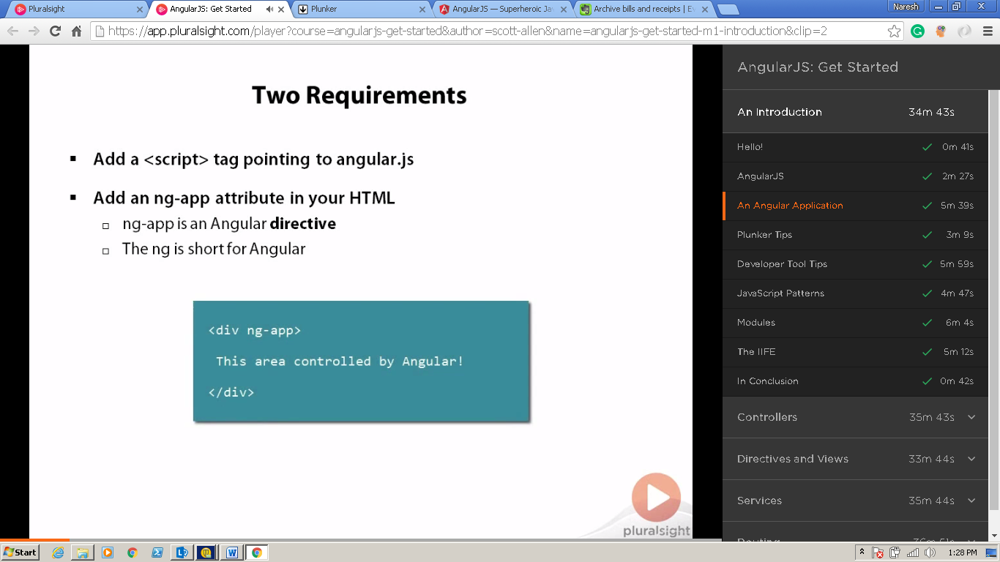 Pluralsight
AngularJS: Get Started
Plunker
AngularJS — Superheroic Jav
Archive bills and receipts | Ev
Naresh
https://app.pluralsight.com/player?course=angularjs-get-started&author=scott-allen&name=angularjs-get-started-m1-introduction&clip=2
Two Requirements
Add a <script> tag pointing to angular.js
Add an ng-app attribute in your HTML
ng-app is an Angular directive
The ng is short for Angular
<div ng-app>
This area controlled by Angular!
</div>
pluralsight
AngularJS: Get Started
An Introduction 34m 43s
Hello! 0m 41s
AngularJS 2m 27s
An Angular Application 5m 39s
Plunker Tips 3m 9s
Developer Tool Tips 5m 59s
JavaScript Patterns 4m 47s
Modules 6m 4s
The IIFE 5m 12s
In Conclusion 0m 42s
Controllers 35m 43s
Directives and Views 33m 44s
Services 35m 44s
Start
1:28 PM